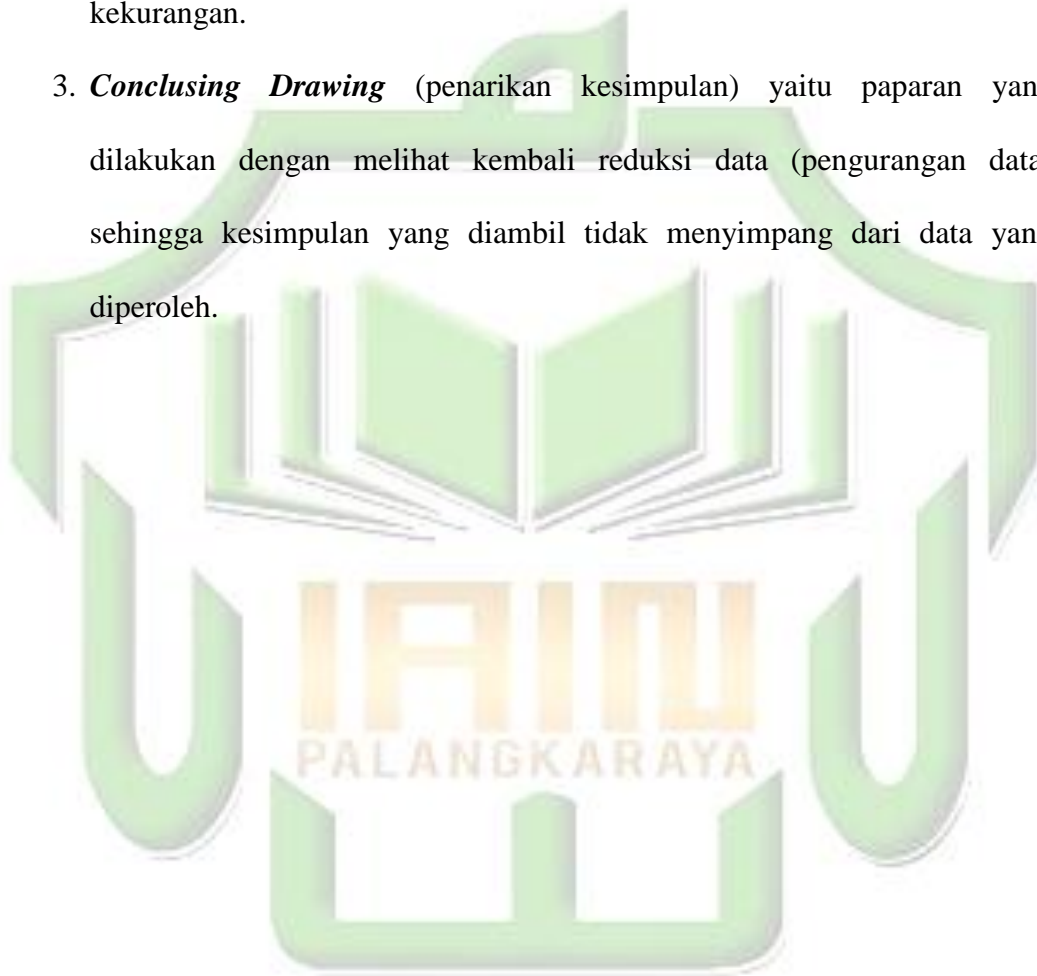 kekurangan.
3. Conclusing Drawing (penarikan kesimpulan) yaitu paparan yan
dilakukan dengan melihat kembali reduksi data (pengurangan data
sehingga kesimpulan yang diambil tidak menyimpang dari data yan
diperoleh.
IAIN
PALANGKARAYA